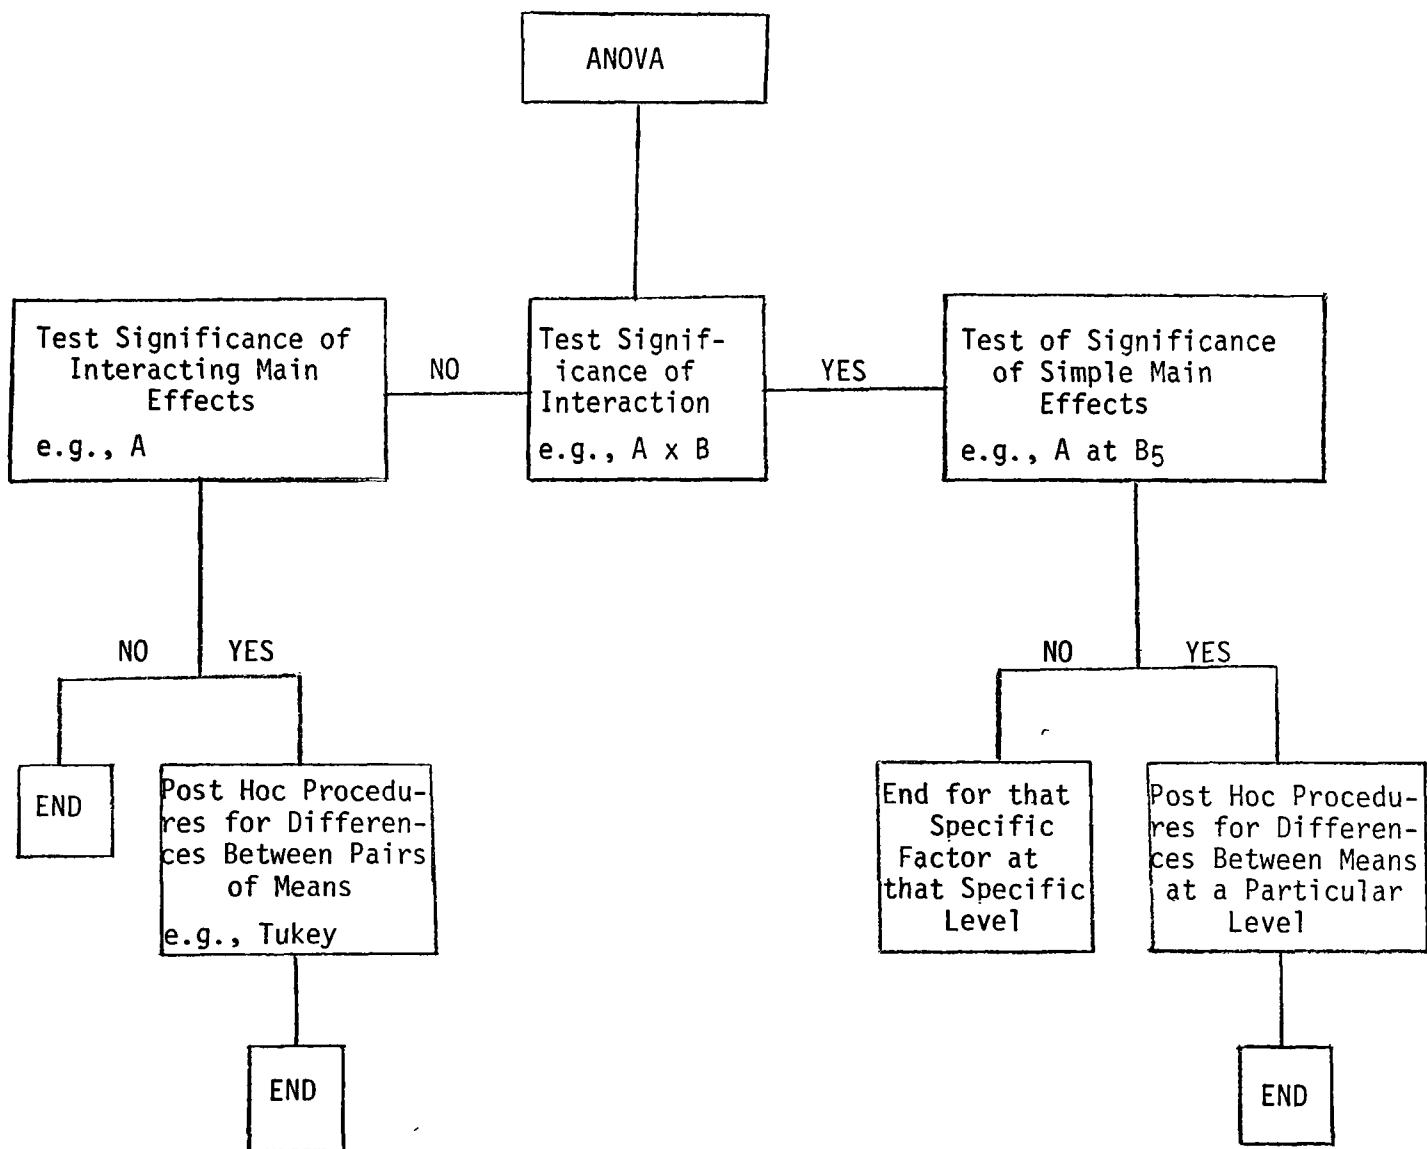 ANOVA
Test Significance of
Interacting Main
Effects
e.g., A
NO
Test Signif-
icance of
Interaction
e.g., A x B
YES
Test of Significance
of Simple Main
Effects
e.g., A at B5
NO
YES
NO
YES
END
Post Hoc Procedu-
res for Differen-
ces Between Pairs
of Means
e.g., Tukey
End for that
Specific
Factor at
that Specific
Level
Post Hoc Procedu-
res for Differen-
ces Between Means
at a Particular
Level
END
END